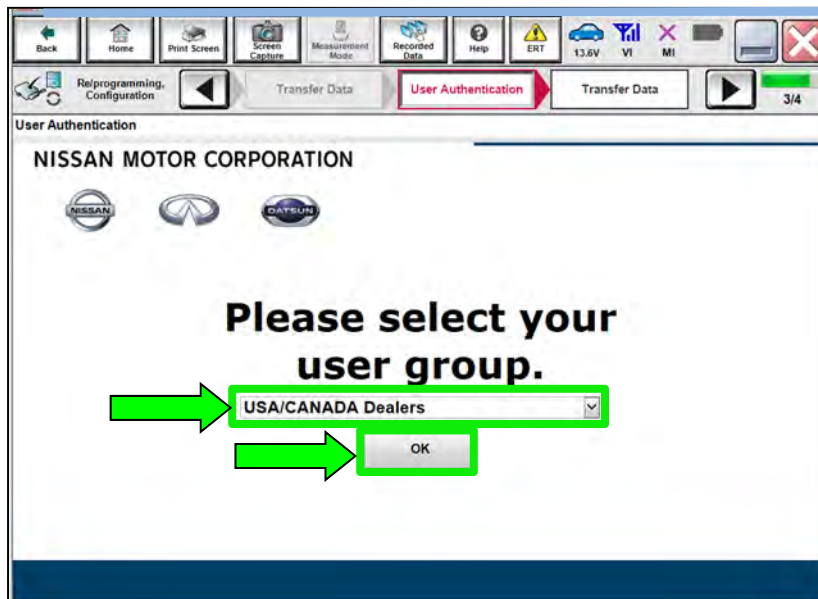 Back
Home
Print Screen
Screen Capture
Measurement Mode
Recorded Data
Help
ERT
13.6V
VI
MI
Re/programming, Configuration
Transfer Data
User Authentication
Transfer Data
3/4
User Authentication
NISSAN MOTOR CORPORATION
NISSAN
DATSUN
Please select your
user group.
USA/CANADA Dealers
OK